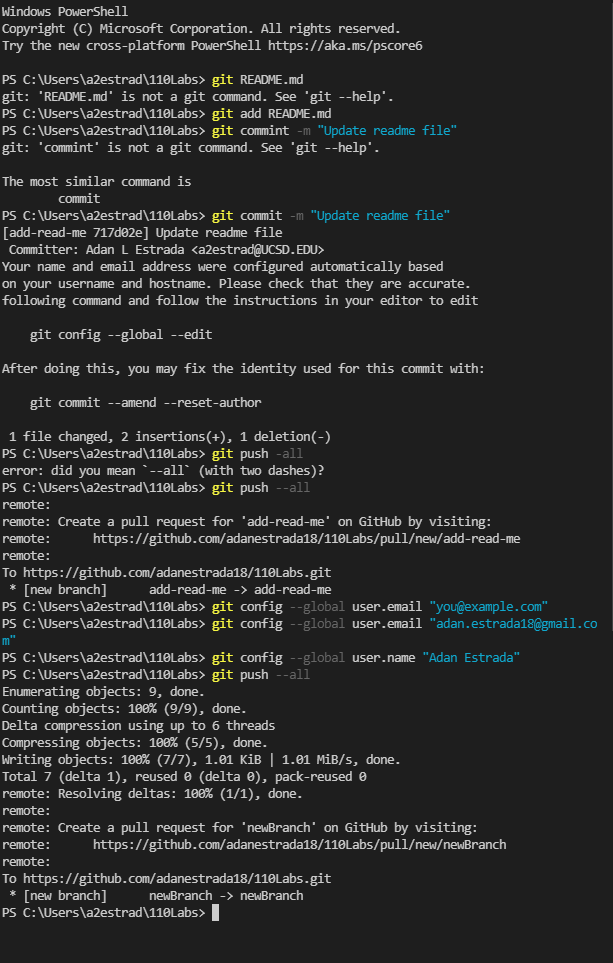 Windows PowerShell
Copyright (C) Microsoft Corporation. All rights reserved.
Try the new cross-platform PowerShell https://aka.ms/pscore6
PS C:\Users\a2estrad\110Labs> git README.md
git: 'README.md' is not a git command. See 'git --help'.
PS C:\Users\a2estrad\110Labs> git add README.md
PS C:\Users\a2estrad\110Labs> git commint -m "Update readme file"
git: 'commint' is not a git command. See 'git --help'.
The most similar command is
commit
PS C:\Users\a2estrad\110Labs> git commit -m "Update readme file"
[add-read-me 717d02e] Update readme file
Committer: Adan L Estrada <a2estrad@UCSD.EDU>
Your name and email address were configured automatically based
on your username and hostname. Please check that they are accurate.
following command and follow the instructions in your editor to edit
git config --global --edit
After doing this, you may fix the identity used for this commit with:
git commit --amend --reset-author
1 file changed, 2 insertions(+), 1 deletion(-)
PS C:\Users\a2estrad\110Labs> git push -all
error: did you mean `--all` (with two dashes)?
PS C:\Users\a2estrad\110Labs> git push --all
remote:
remote: Create a pull request for 'add-read-me' on GitHub by visiting:
remote: https://github.com/adanestrada18/110Labs/pull/new/add-read-me
remote:
To https://github.com/adanestrada18/110Labs.git
* [new branch] add-read-me -> add-read-me
PS C:\Users\a2estrad\110Labs> git config --global user.email "you@example.com"
PS C:\Users\a2estrad\110Labs> git config --global user.email "adan.estrada18@gmail.co
m"
PS C:\Users\a2estrad\110Labs> git config --global user.name "Adan Estrada"
PS C:\Users\a2estrad\110Labs> git push --all
Enumerating objects: 9, done.
Counting objects: 100% (9/9), done.
Delta compression using up to 6 threads
Compressing objects: 100% (5/5), done.
Writing objects: 100% (7/7), 1.01 KiB | 1.01 MiB/s, done.
Total 7 (delta 1), reused 0 (delta 0), pack-reused 0
remote: Resolving deltas: 100% (1/1), done.
remote:
remote: Create a pull request for 'newBranch' on GitHub by visiting:
remote: https://github.com/adanestrada18/110Labs/pull/new/newBranch
remote:
To https://github.com/adanestrada18/110Labs.git
* [new branch] newBranch -> newBranch
PS C:\Users\a2estrad\110Labs>